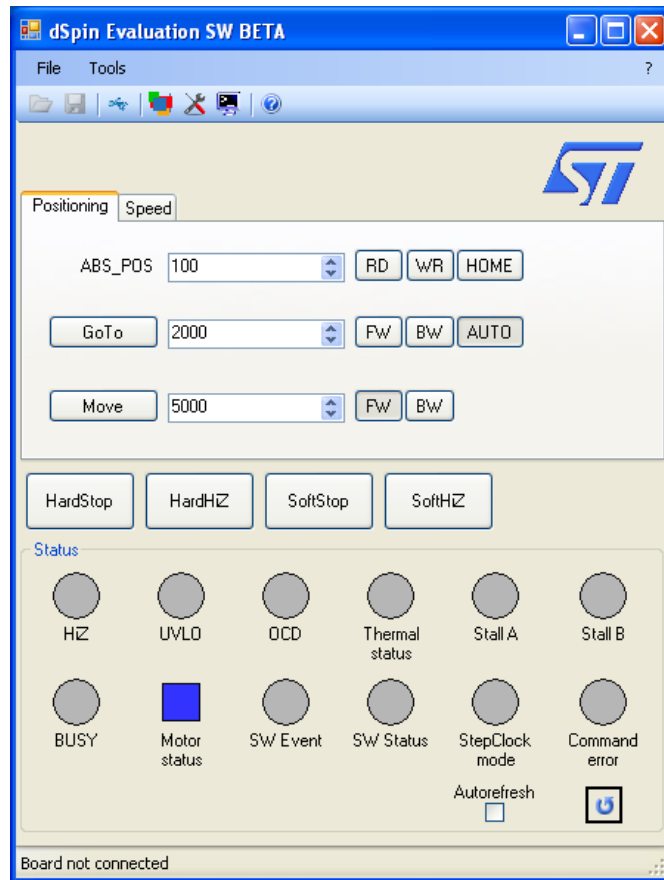 dSpin Evaluation SW BETA
File Tools ?
ST
Positioning Speed
ABS_POS 100 RD WR HOME
GoTo 2000 FW BW AUTO
Move 5000 FW BW
HardStop HardHiZ SoftStop SoftHiZ
Status
HiZ UVLO OCD Thermal status Stall A Stall B
BUSY Motor status SW Event SW Status StepClock mode Command error
Autorefresh
Board not connected